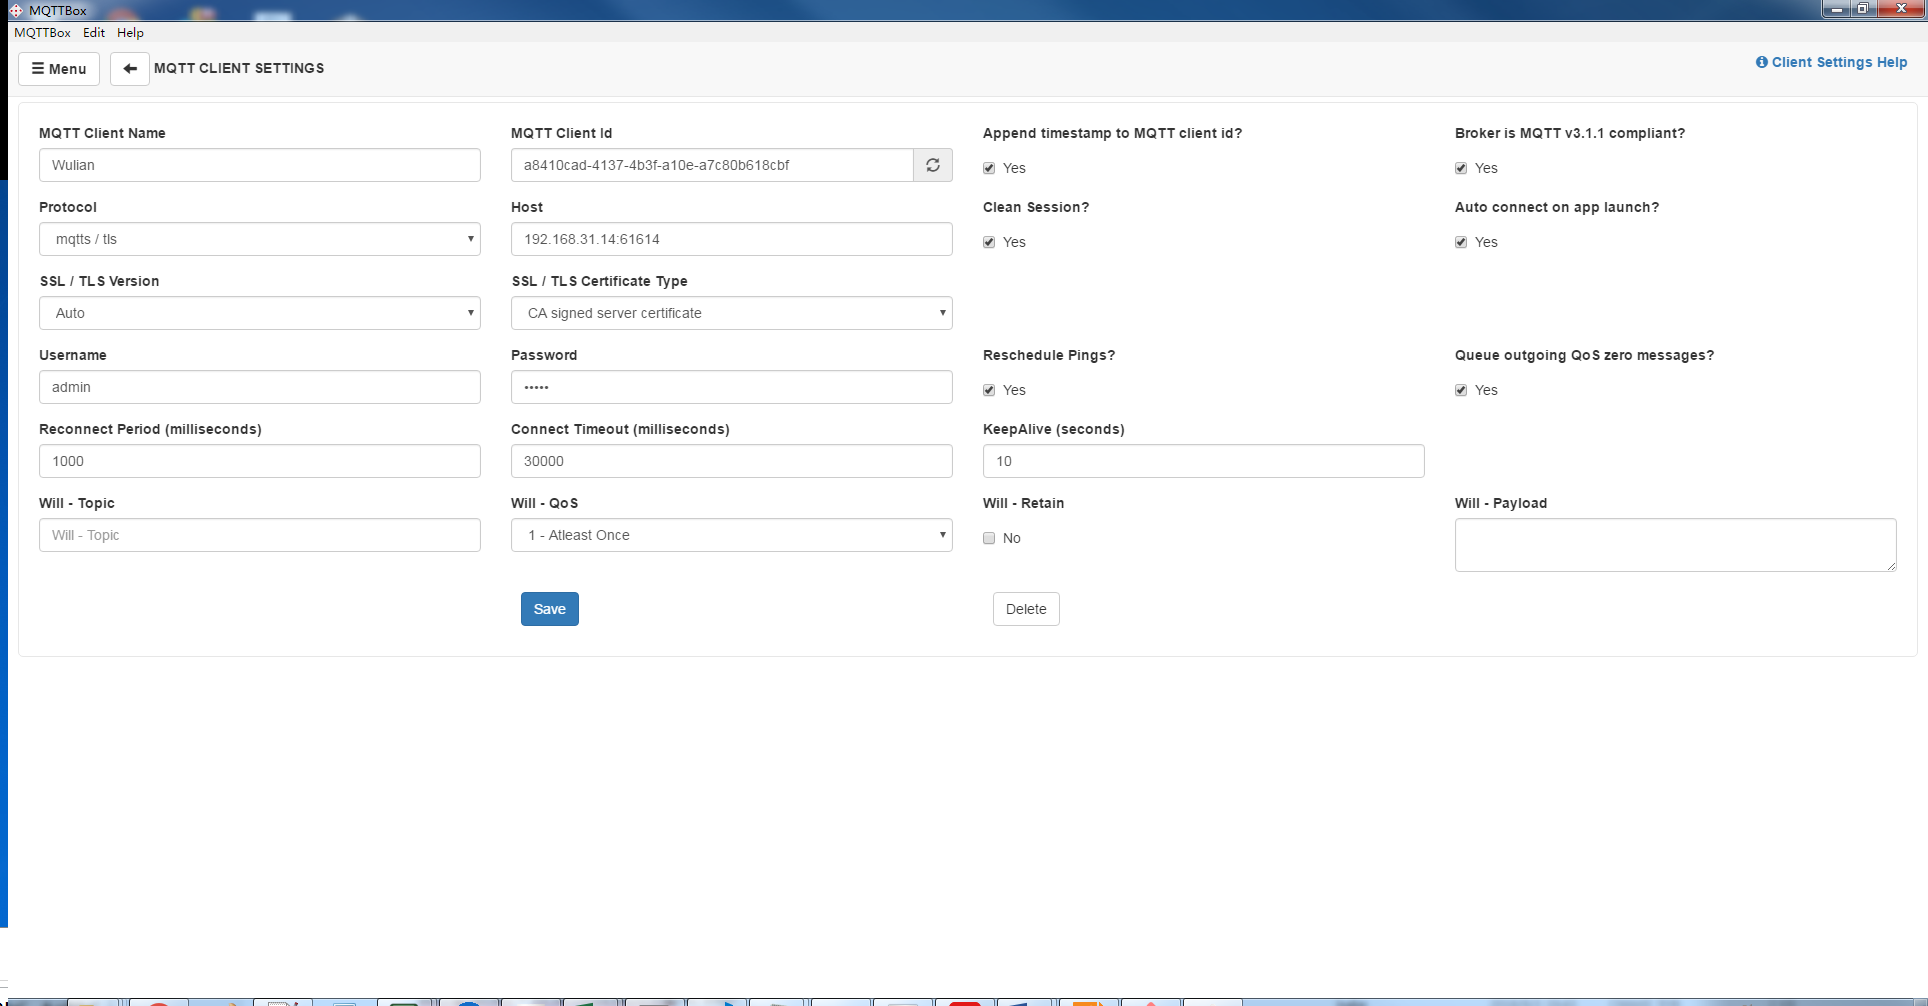 MQTTBox
MQTTBox Edit Help
Menu MQTT CLIENT SETTINGS Client Settings Help
MQTT Client Name MQTT Client Id Append timestamp to MQTT client id? Broker is MQTT v3.1.1 compliant?
Wulian a8410cad-4137-4b3f-a10e-a7c80b618cbf Yes Yes
Protocol Host Clean Session? Auto connect on app launch?
mqtts / tls 192.168.31.14:61614 Yes Yes
SSL / TLS Version SSL / TLS Certificate Type
Auto CA signed server certificate
Username Password Reschedule Pings? Queue outgoing QoS zero messages?
admin ••••• Yes Yes
Reconnect Period (milliseconds) Connect Timeout (milliseconds) KeepAlive (seconds)
1000 30000 10
Will - Topic Will - QoS Will - Retain Will - Payload
Will - Topic 1 - Atleast Once No
Save Delete